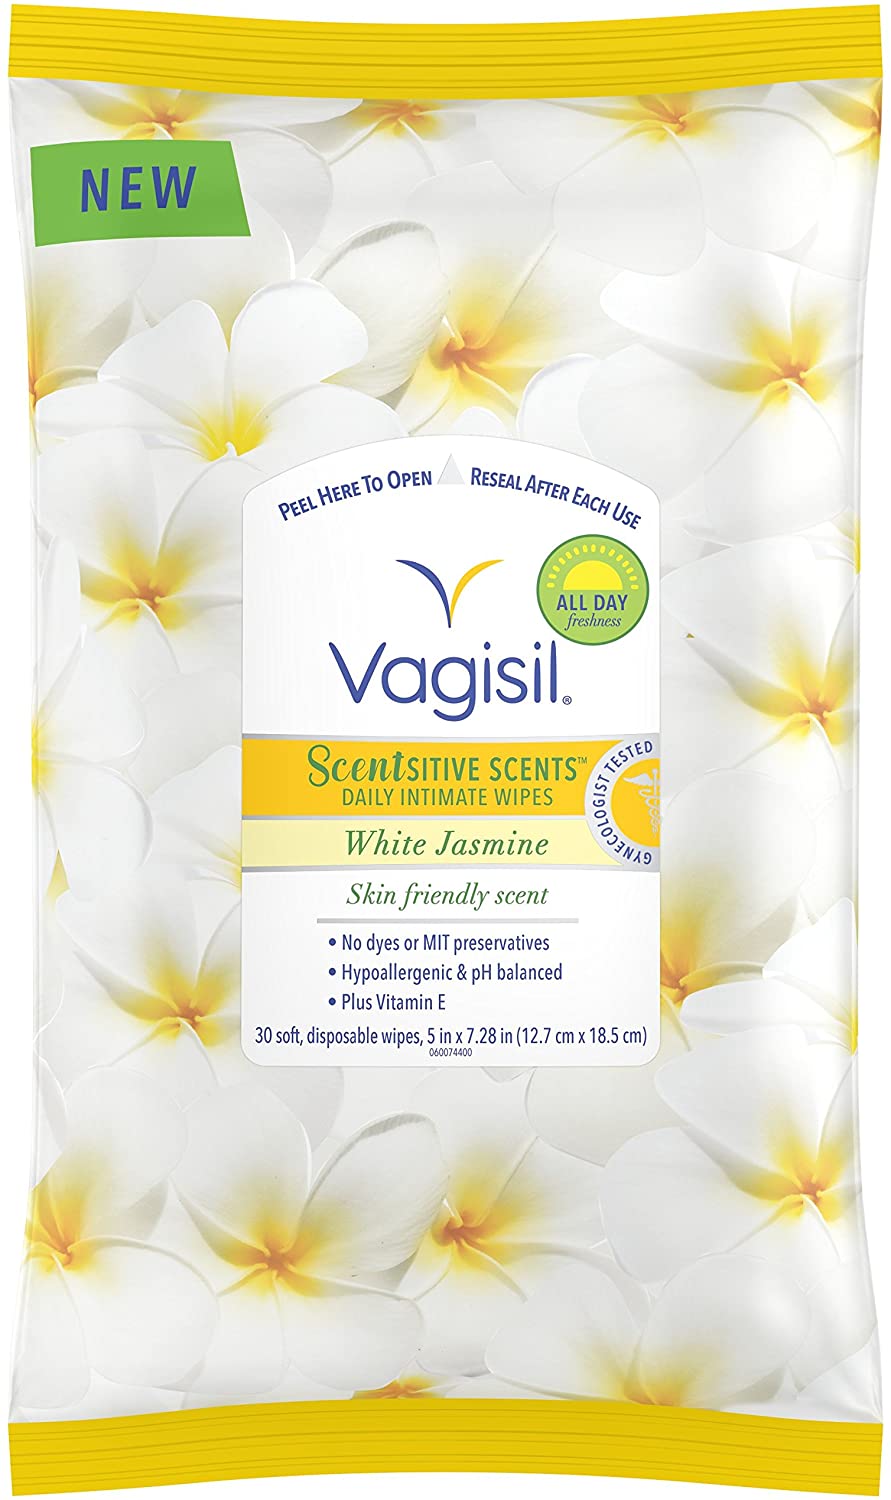 NEW
PEEL HERE TO OPEN RESEAL AFTER EACH USE
ALL DAY
freshness
Vagisil®
ScentSITIVE SCENTS™
DAILY INTIMATE WIPES
GYNECOLOGIST TESTED
White Jasmine
Skin friendly scent
• No dyes or MIT preservatives
• Hypoallergenic & pH balanced
• Plus Vitamin E
30 soft, disposable wipes, 5 in x 7.28 in (12.7 cm x 18.5 cm)
060074400